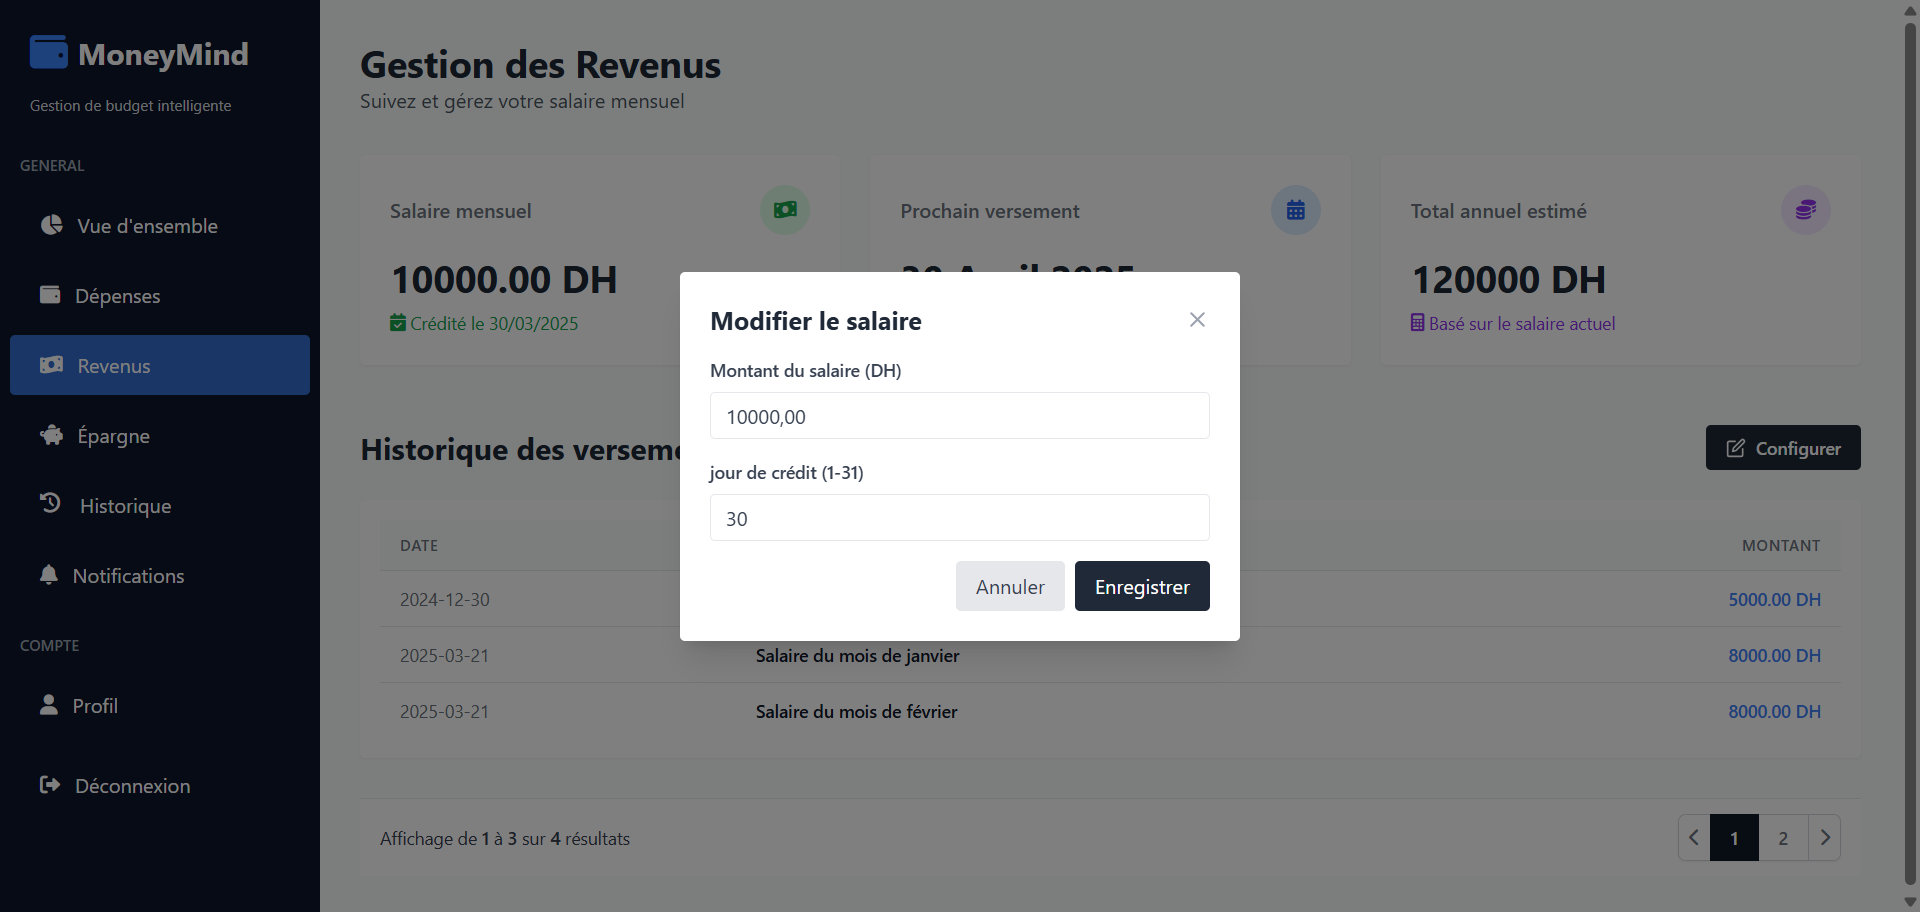 MoneyMind
Gestion de budget intelligente
GENERAL
Vue d'ensemble
Dépenses
Revenus
Épargne
Historique
Notifications
COMPTE
Profil
Déconnexion
Gestion des Revenus
Suivez et gérez votre salaire mensuel
Salaire mensuel
10000.00 DH
Crédité le 30/03/2025
Prochain versement
30 Avril 2025
Total annuel estimé
120000 DH
Basé sur le salaire actuel
Modifier le salaire
Montant du salaire (DH)
10000,00
jour de crédit (1-31)
30
Annuler
Enregistrer
Historique des
Configurer
DATE
MONTANT
2024-12-30
5000.00 DH
2025-03-21
Salaire du mois de janvier
8000.00 DH
2025-03-21
Salaire du mois de février
8000.00 DH
Affichage de 1 à 3 sur 4 résultats
1
2